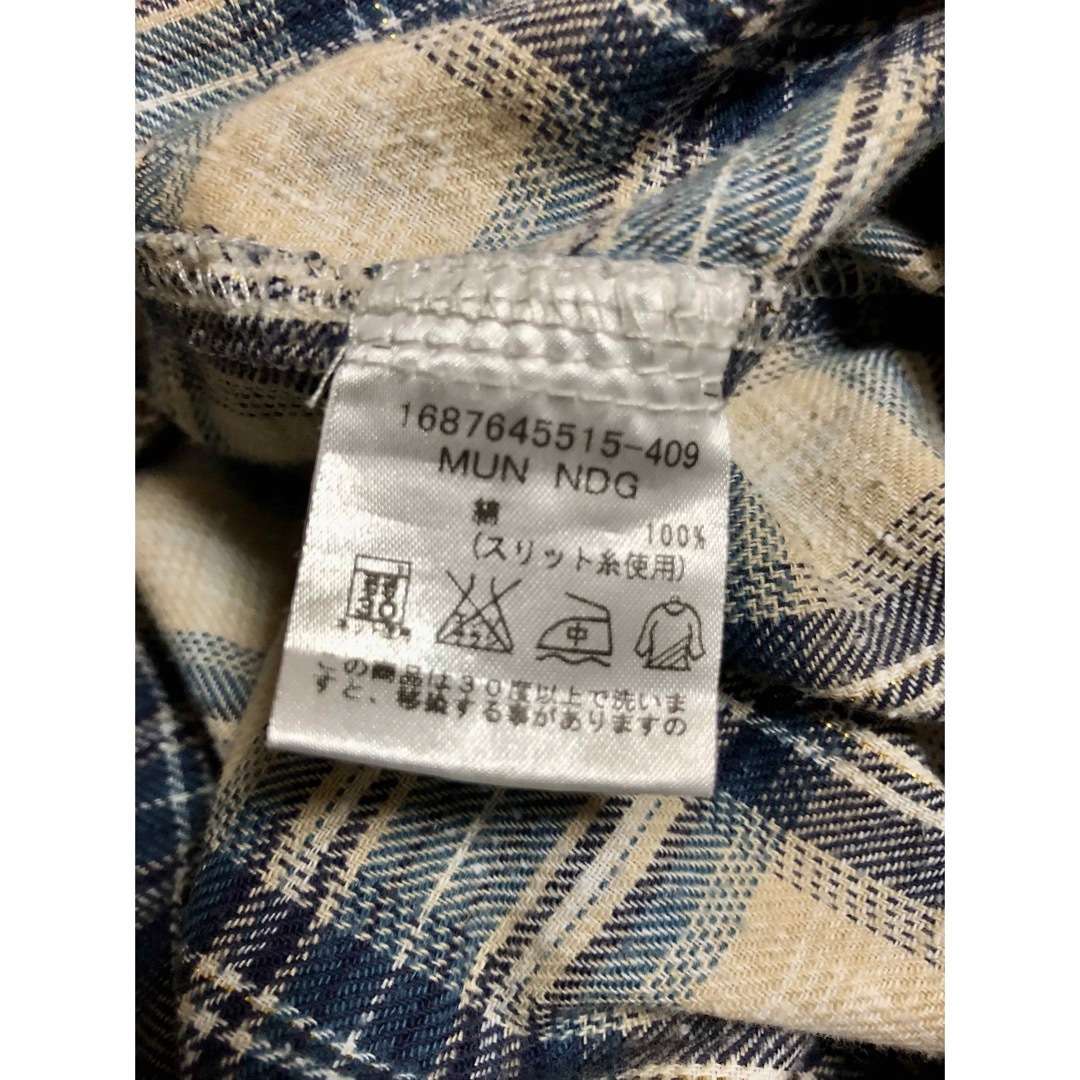 1687645515-409
MUN NDG
綿 100%
(スリット糸使用)
30
中
この商品は30度以上で洗いま
すと、移染する事がありますの